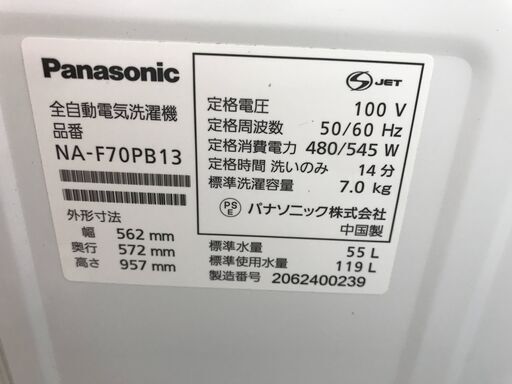 Panasonic
全自動電気洗濯機
品番
NA-F70PB13
外形寸法
幅 562 mm
奥行 572 mm
高さ 957 mm
S JET
定格電圧 100 V
定格周波数 50/60 Hz
定格消費電力 480/545 W
定格時間 洗いのみ 14 分
標準洗濯容量 7.0 kg
PS E パナソニック株式会社
中国製
標準水量 55 L
標準使用水量 119 L
製造番号 2062400239